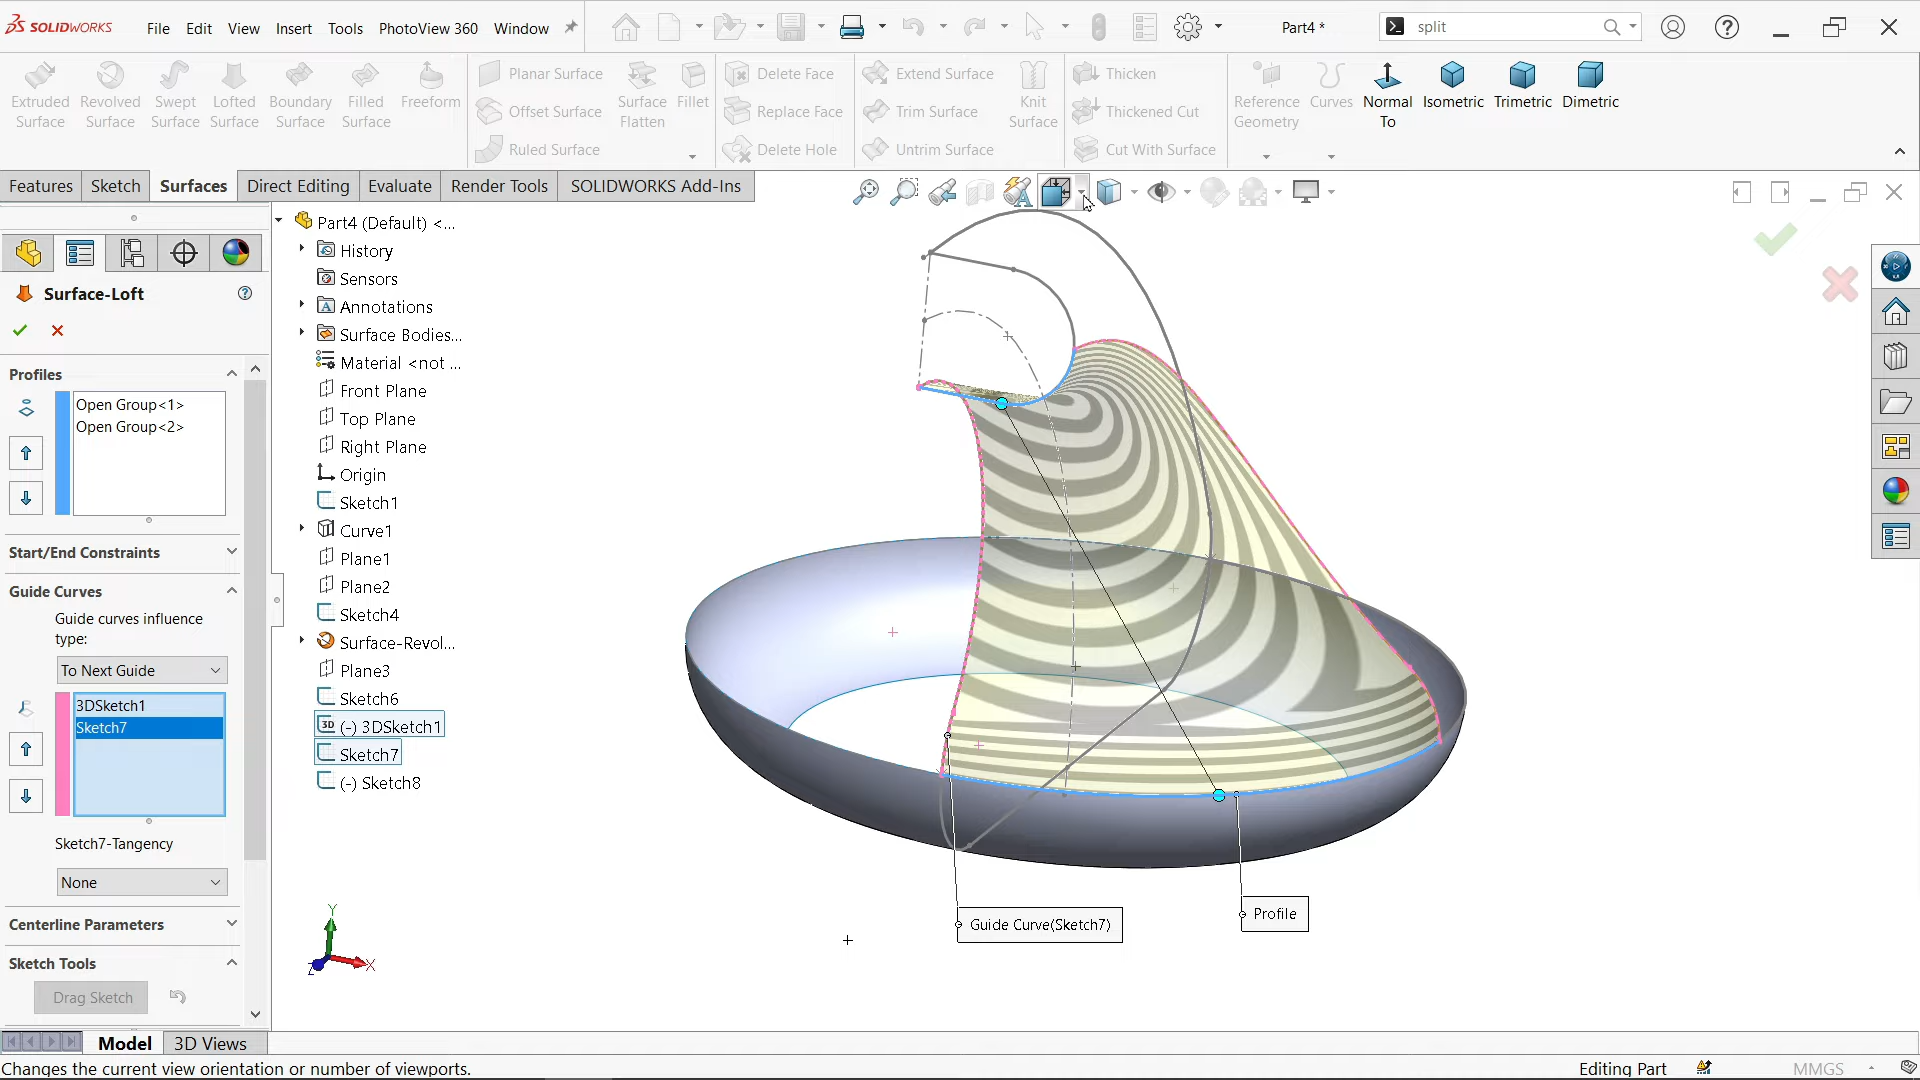 SOLIDWORKS File Edit View Insert Tools PhotoView 360 Window Part4 * split
Extruded Surface
Revolved Surface
Swept Surface
Lofted Surface
Boundary Surface
Filled Surface
Freeform
Planar Surface
Offset Surface
Ruled Surface
Surface Flatten
Fillet
Delete Face
Replace Face
Delete Hole
Extend Surface
Trim Surface
Untrim Surface
Knit Surface
Thicken
Thickened Cut
Cut With Surface
Reference Geometry
Curves
Normal To
Isometric
Trimetric
Dimetric
Features Sketch Surfaces Direct Editing Evaluate Render Tools SOLIDWORKS Add-Ins
Surface-Loft
Profiles
Open Group<1>
Open Group<2>
Start/End Constraints
Guide Curves
Guide curves influence
type:
To Next Guide
3DSketch1
Sketch7
Sketch7-Tangency
None
Centerline Parameters
Sketch Tools
Drag Sketch
Part4 (Default) <...
History
Sensors
Annotations
Surface Bodies...
Material <not ...
Front Plane
Top Plane
Right Plane
Origin
Sketch1
Curve1
Plane1
Plane2
Sketch4
Surface-Revol...
Plane3
Sketch6
3D (-) 3DSketch1
Sketch7
(-) Sketch8
Guide Curve(Sketch7)
Profile
Y
X
Z
Model 3D Views
Changes the current view orientation or number of viewports. Editing Part MMGS